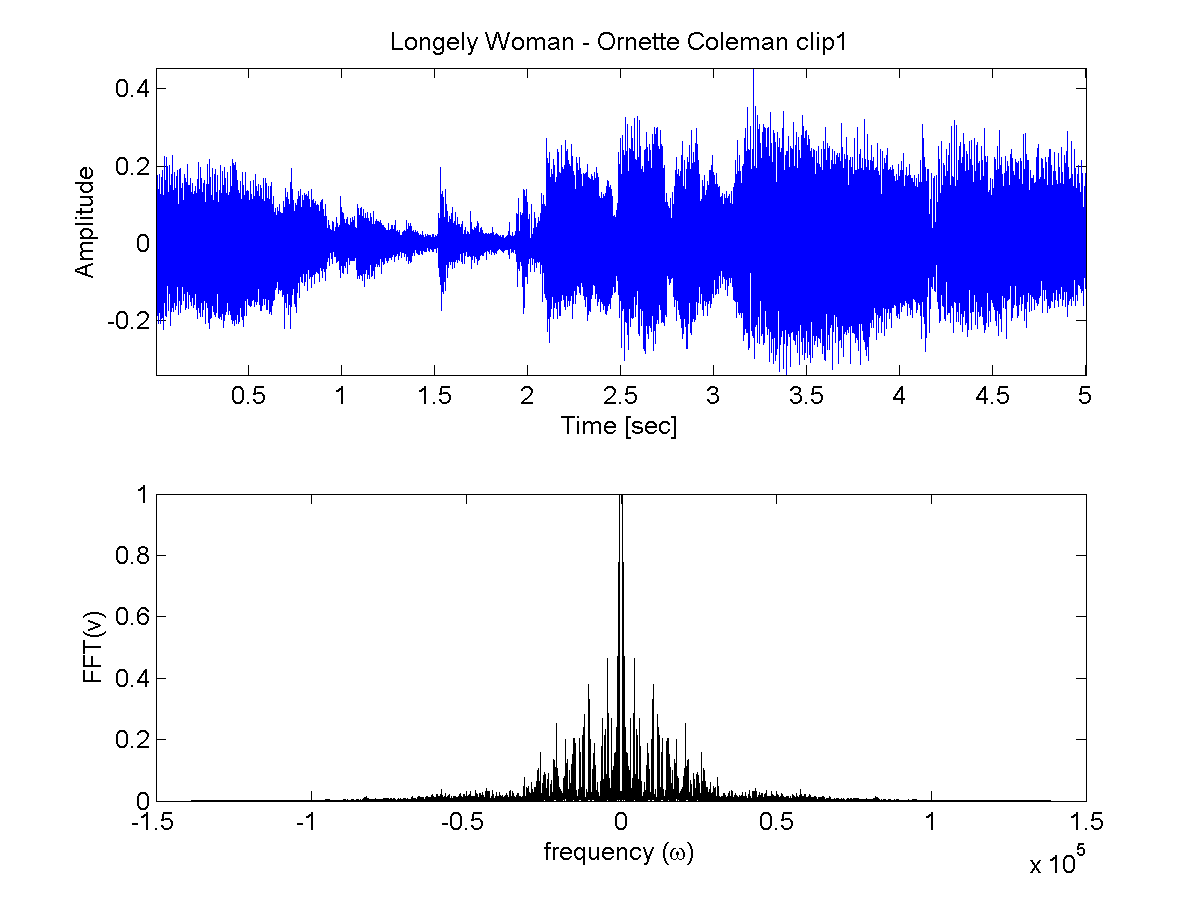 Longely Woman - Ornette Coleman clip1
0.4
0.2
0
-0.2
Amplitude
0.5 1 1.5 2 2.5 3 3.5 4 4.5 5
Time [sec]
1
0.8
0.6
0.4
0.2
0
FFT(v)
-1.5 -1 -0.5 0 0.5 1 1.5
frequency (ω)
x 10^5